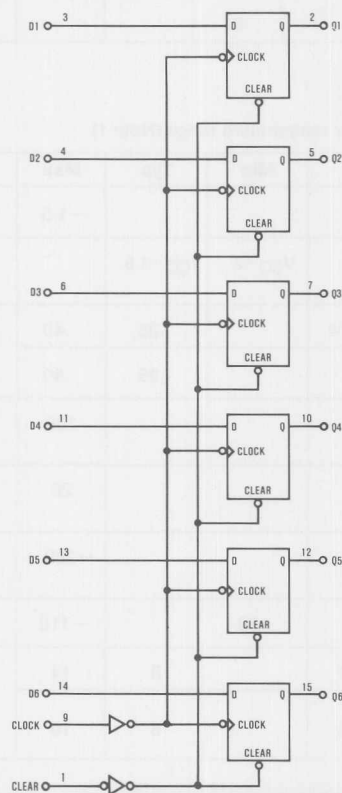 D1 3 D Q 2 Q1
CLOCK
CLEAR
D2 4 D Q 5 Q2
CLOCK
CLEAR
D3 6 D Q 7 Q3
CLOCK
CLEAR
D4 11 D Q 10 Q4
CLOCK
CLEAR
D5 13 D Q 12 Q5
CLOCK
CLEAR
D6 14 D Q 15 Q6
CLOCK 9 CLOCK
CLEAR
CLEAR 1